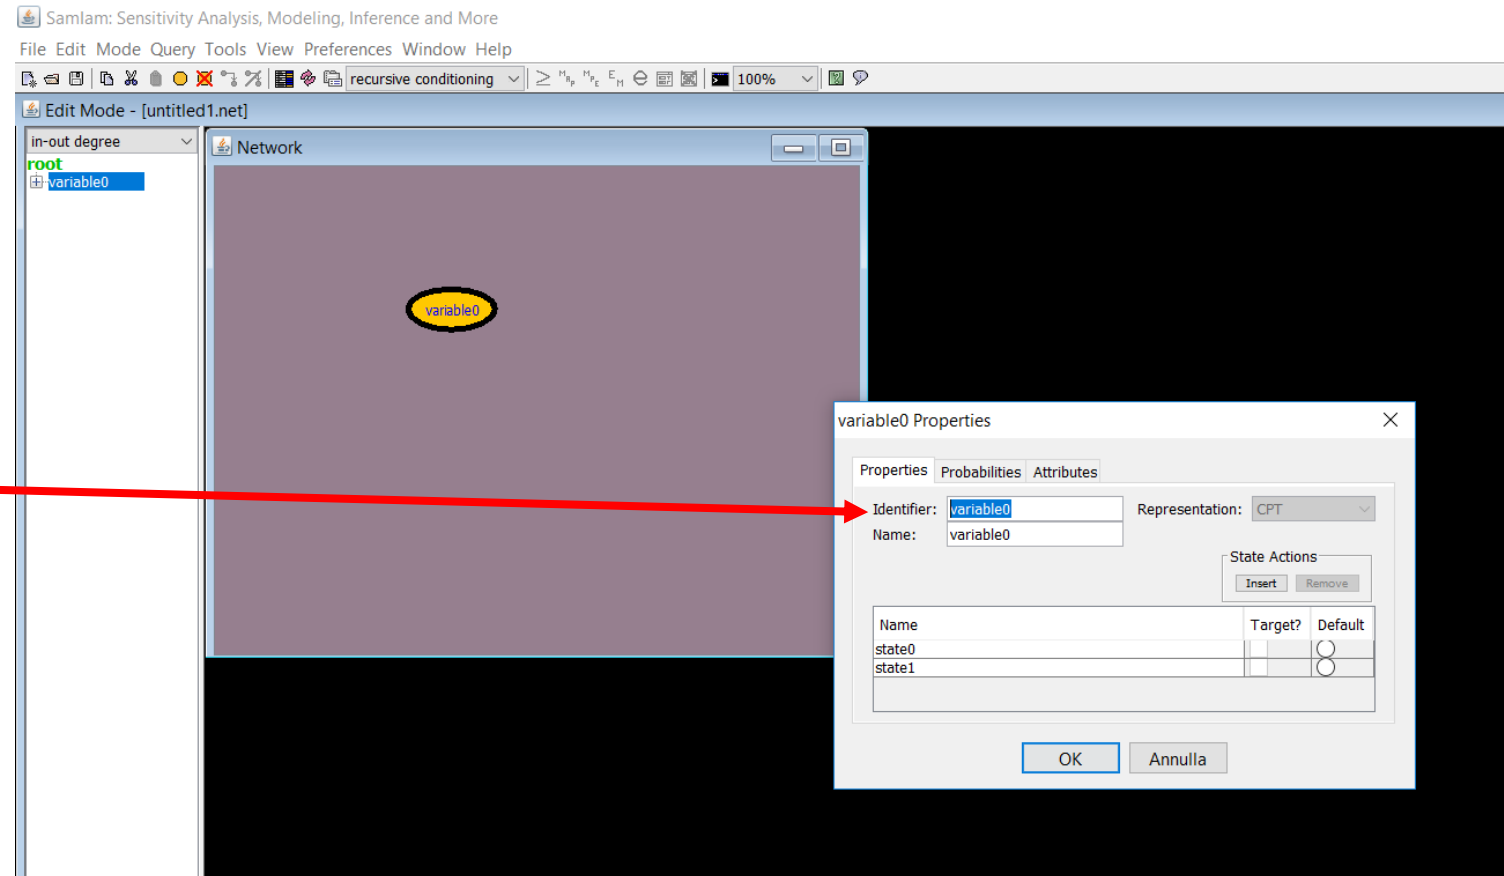 SamIam: Sensitivity Analysis, Modeling, Inference and More
File Edit Mode Query Tools View Preferences Window Help
recursive conditioning
100%
Edit Mode - [untitled1.net]
in-out degree
root
variable0
Network
variable0
variable0 Properties
Properties Probabilities Attributes
Identifier: variable0 Representation: CPT
Name: variable0
State Actions
Insert Remove
Name Target? Default
state0
state1
OK Annulla